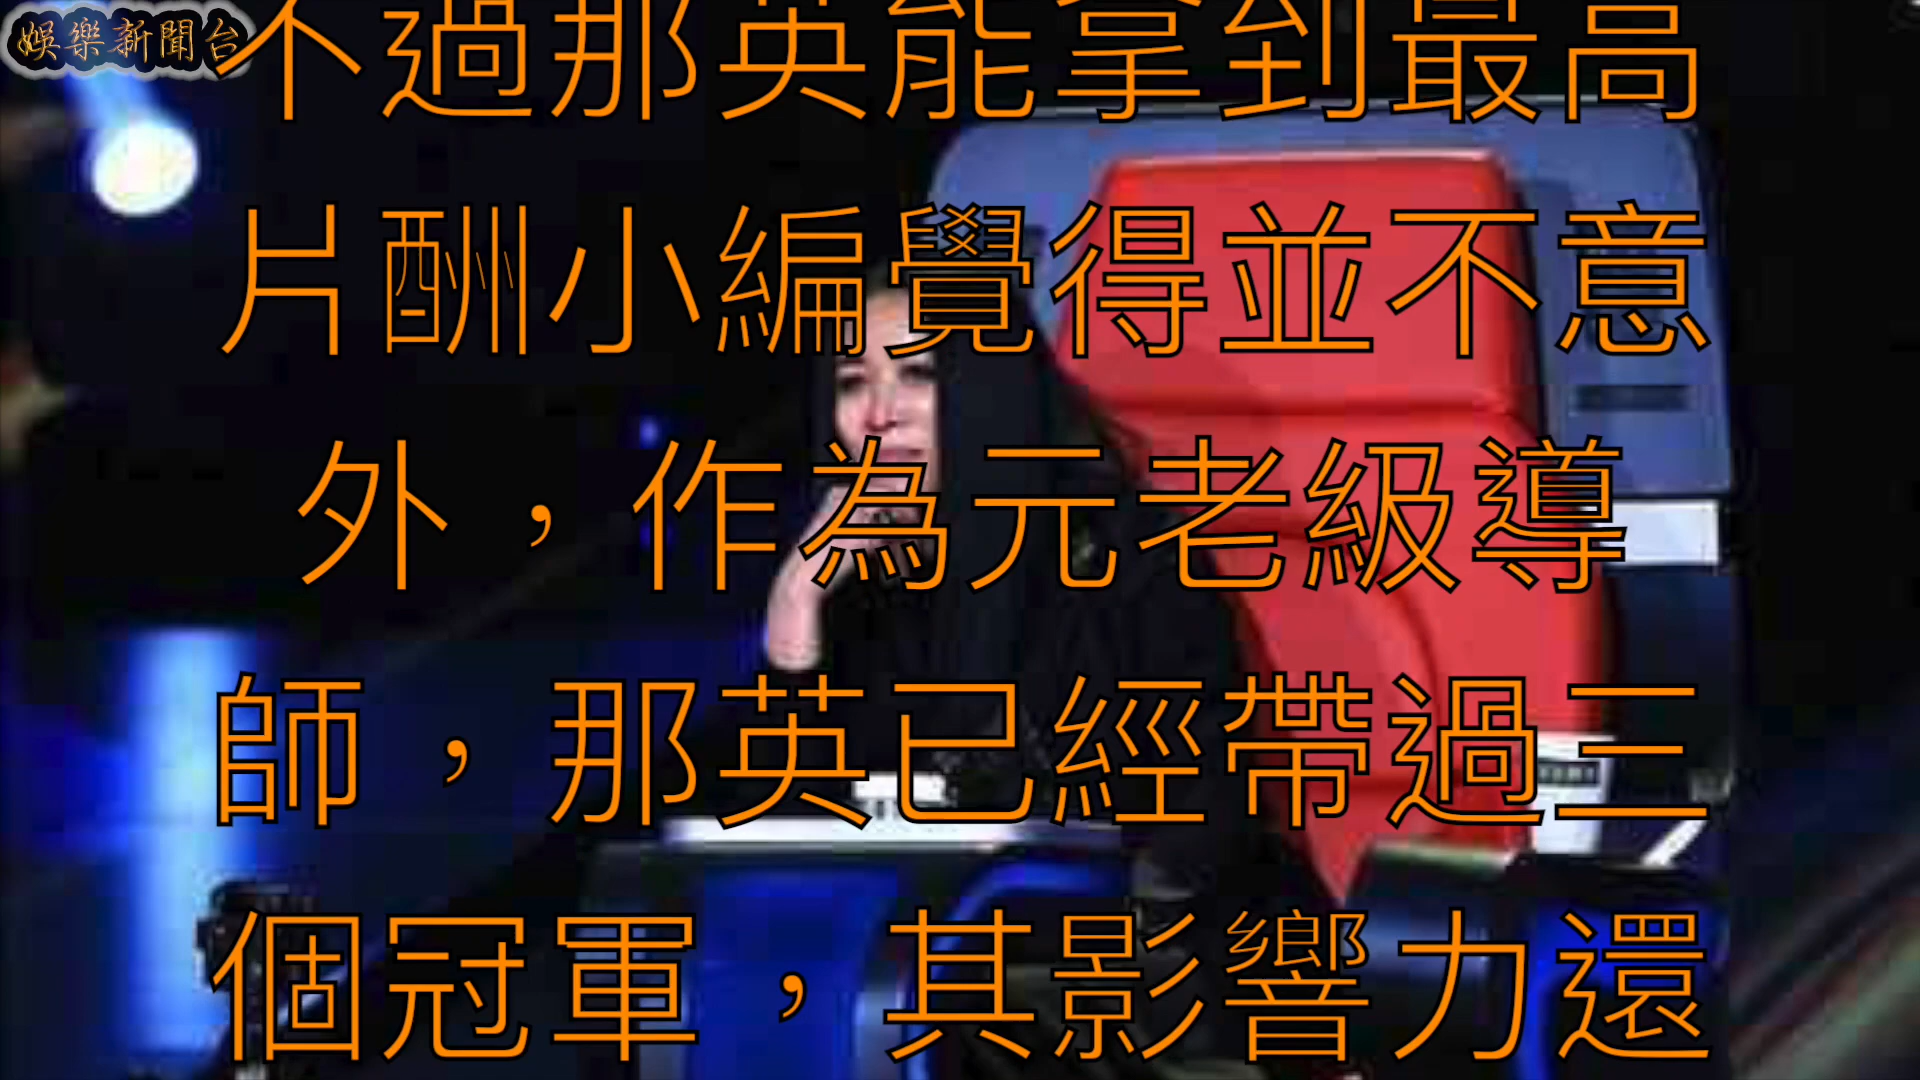 娛樂新聞台
不過那英能拿到最高
片酬小編覺得並不意
外，作為元老級導
師，那英已經帶過三
個冠軍，其影響力還